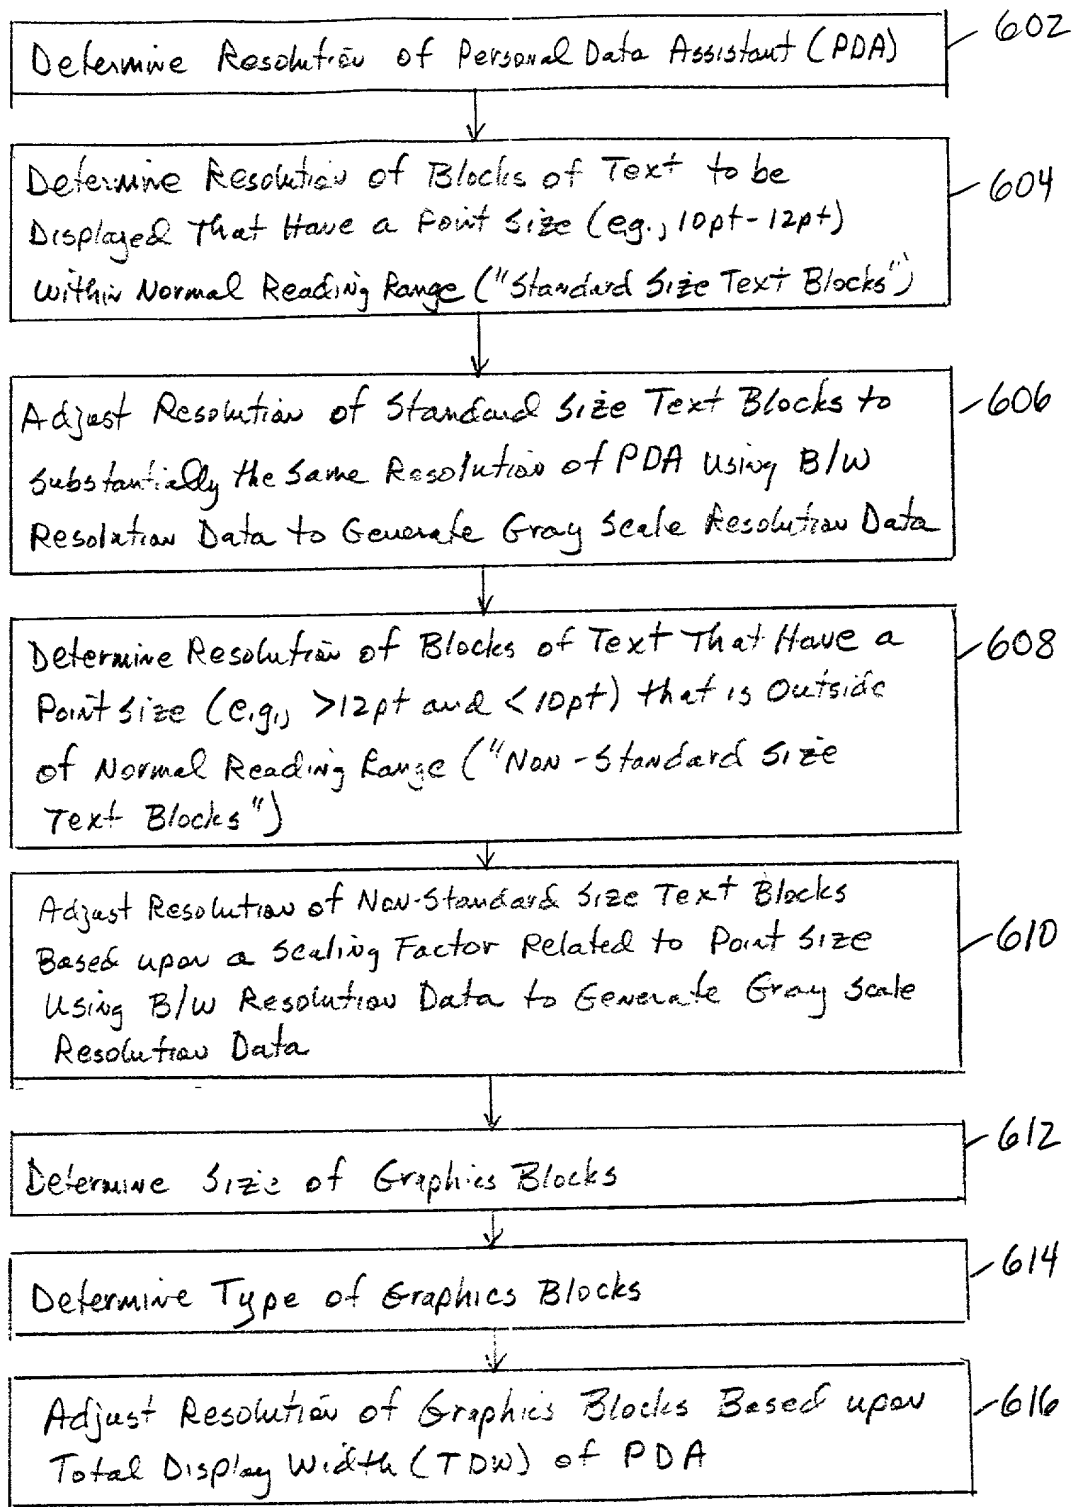 Determine Resolution of Personal Data Assistant (PDA)
602
Determine Resolution of Blocks of Text to be
Displayed That Have a Point Size (e.g., 10pt-12pt)
Within Normal Reading Range ("Standard Size Text Blocks")
604
Adjust Resolution of Standard Size Text Blocks to
Substantially the Same Resolution of PDA Using B/W
Resolution Data to Generate Gray Scale Resolution Data
606
Determine Resolution of Blocks of Text That Have a
Point Size (e.g., >12pt and <10pt) that is Outside
of Normal Reading Range ("Non-Standard Size
Text Blocks")
608
Adjust Resolution of Non-Standard Size Text Blocks
Based upon a Scaling Factor Related to Point Size
Using B/W Resolution Data to Generate Gray Scale
Resolution Data
610
Determine Size of Graphics Blocks
612
Determine Type of Graphics Blocks
614
Adjust Resolution of Graphics Blocks Based upon
Total Display Width (TDW) of PDA
616